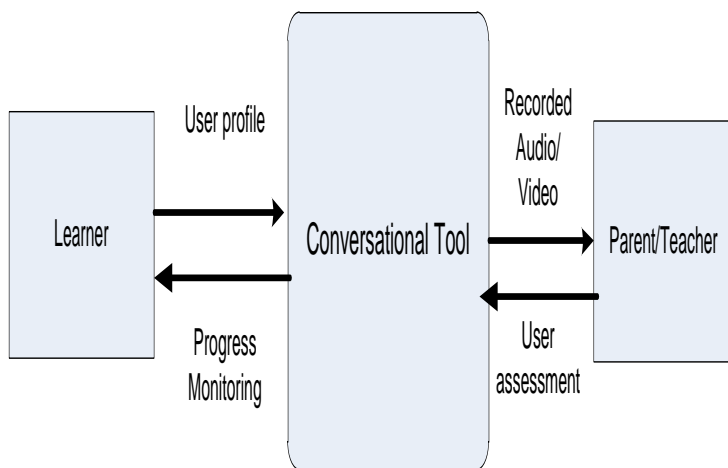 Learner
User profile
Progress
Monitoring
Conversational Tool
Recorded
Audio/
Video
User
assessment
Parent/Teacher